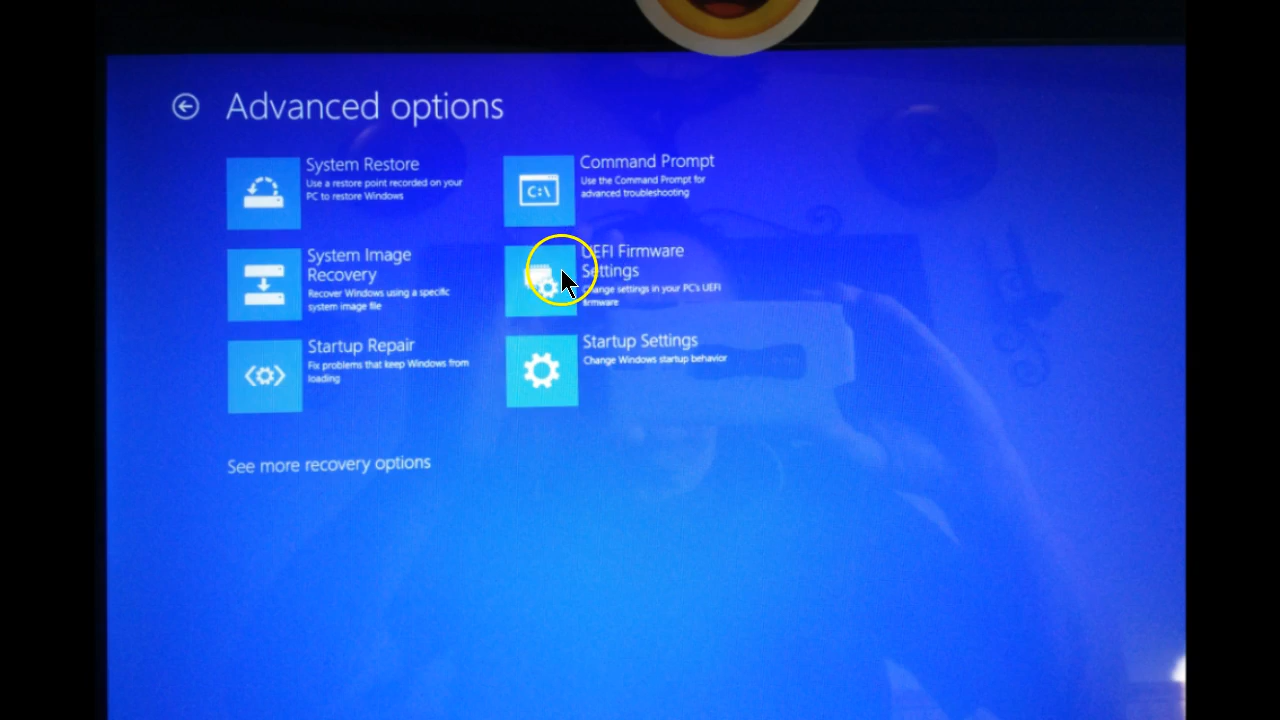 Advanced options
System Restore
Use a restore point recorded on your
PC to restore Windows
Command Prompt
Use the Command Prompt for
advanced troubleshooting
System Image
Recovery
Recover Windows using a specific
system image file
UEFI Firmware
Settings
Change settings in your PC's UEFI
firmware
Startup Repair
Fix problems that keep Windows from
loading
Startup Settings
Change Windows startup behavior
C:\
See more recovery options